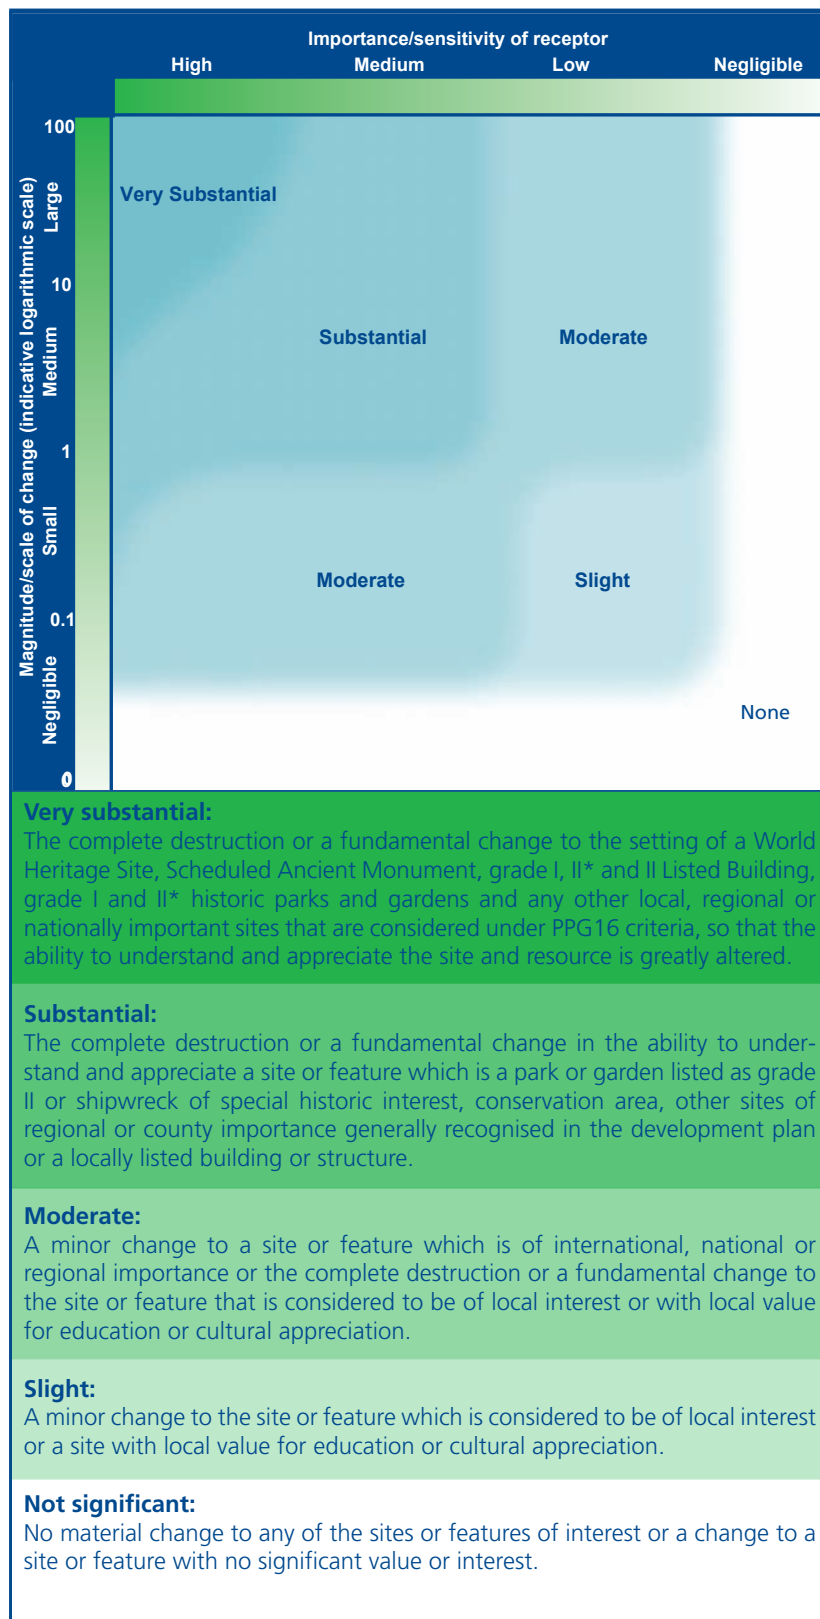 Importance/sensitivity of receptor
High Medium Low Negligible
Magnitude/scale of change (indicative logarithmic scale)
Large
Medium
Small
Negligible
100
10
1
0.1
0
Very Substantial
Substantial Moderate
Moderate Slight
None
Very substantial:
The complete destruction or a fundamental change to the setting of a World
Heritage Site, Scheduled Ancient Monument, grade I, II* and II Listed Building,
grade I and II* historic parks and gardens and any other local, regional or
nationally important sites that are considered under PPG16 criteria, so that the
ability to understand and appreciate the site and resource is greatly altered.
Substantial:
The complete destruction or a fundamental change in the ability to under-
stand and appreciate a site or feature which is a park or garden listed as grade
II or shipwreck of special historic interest, conservation area, other sites of
regional or county importance generally recognised in the development plan
or a locally listed building or structure.
Moderate:
A minor change to a site or feature which is of international, national or
regional importance or the complete destruction or a fundamental change to
the site or feature that is considered to be of local interest or with local value
for education or cultural appreciation.
Slight:
A minor change to the site or feature which is considered to be of local interest
or a site with local value for education or cultural appreciation.
Not significant:
No material change to any of the sites or features of interest or a change to a
site or feature with no significant value or interest.